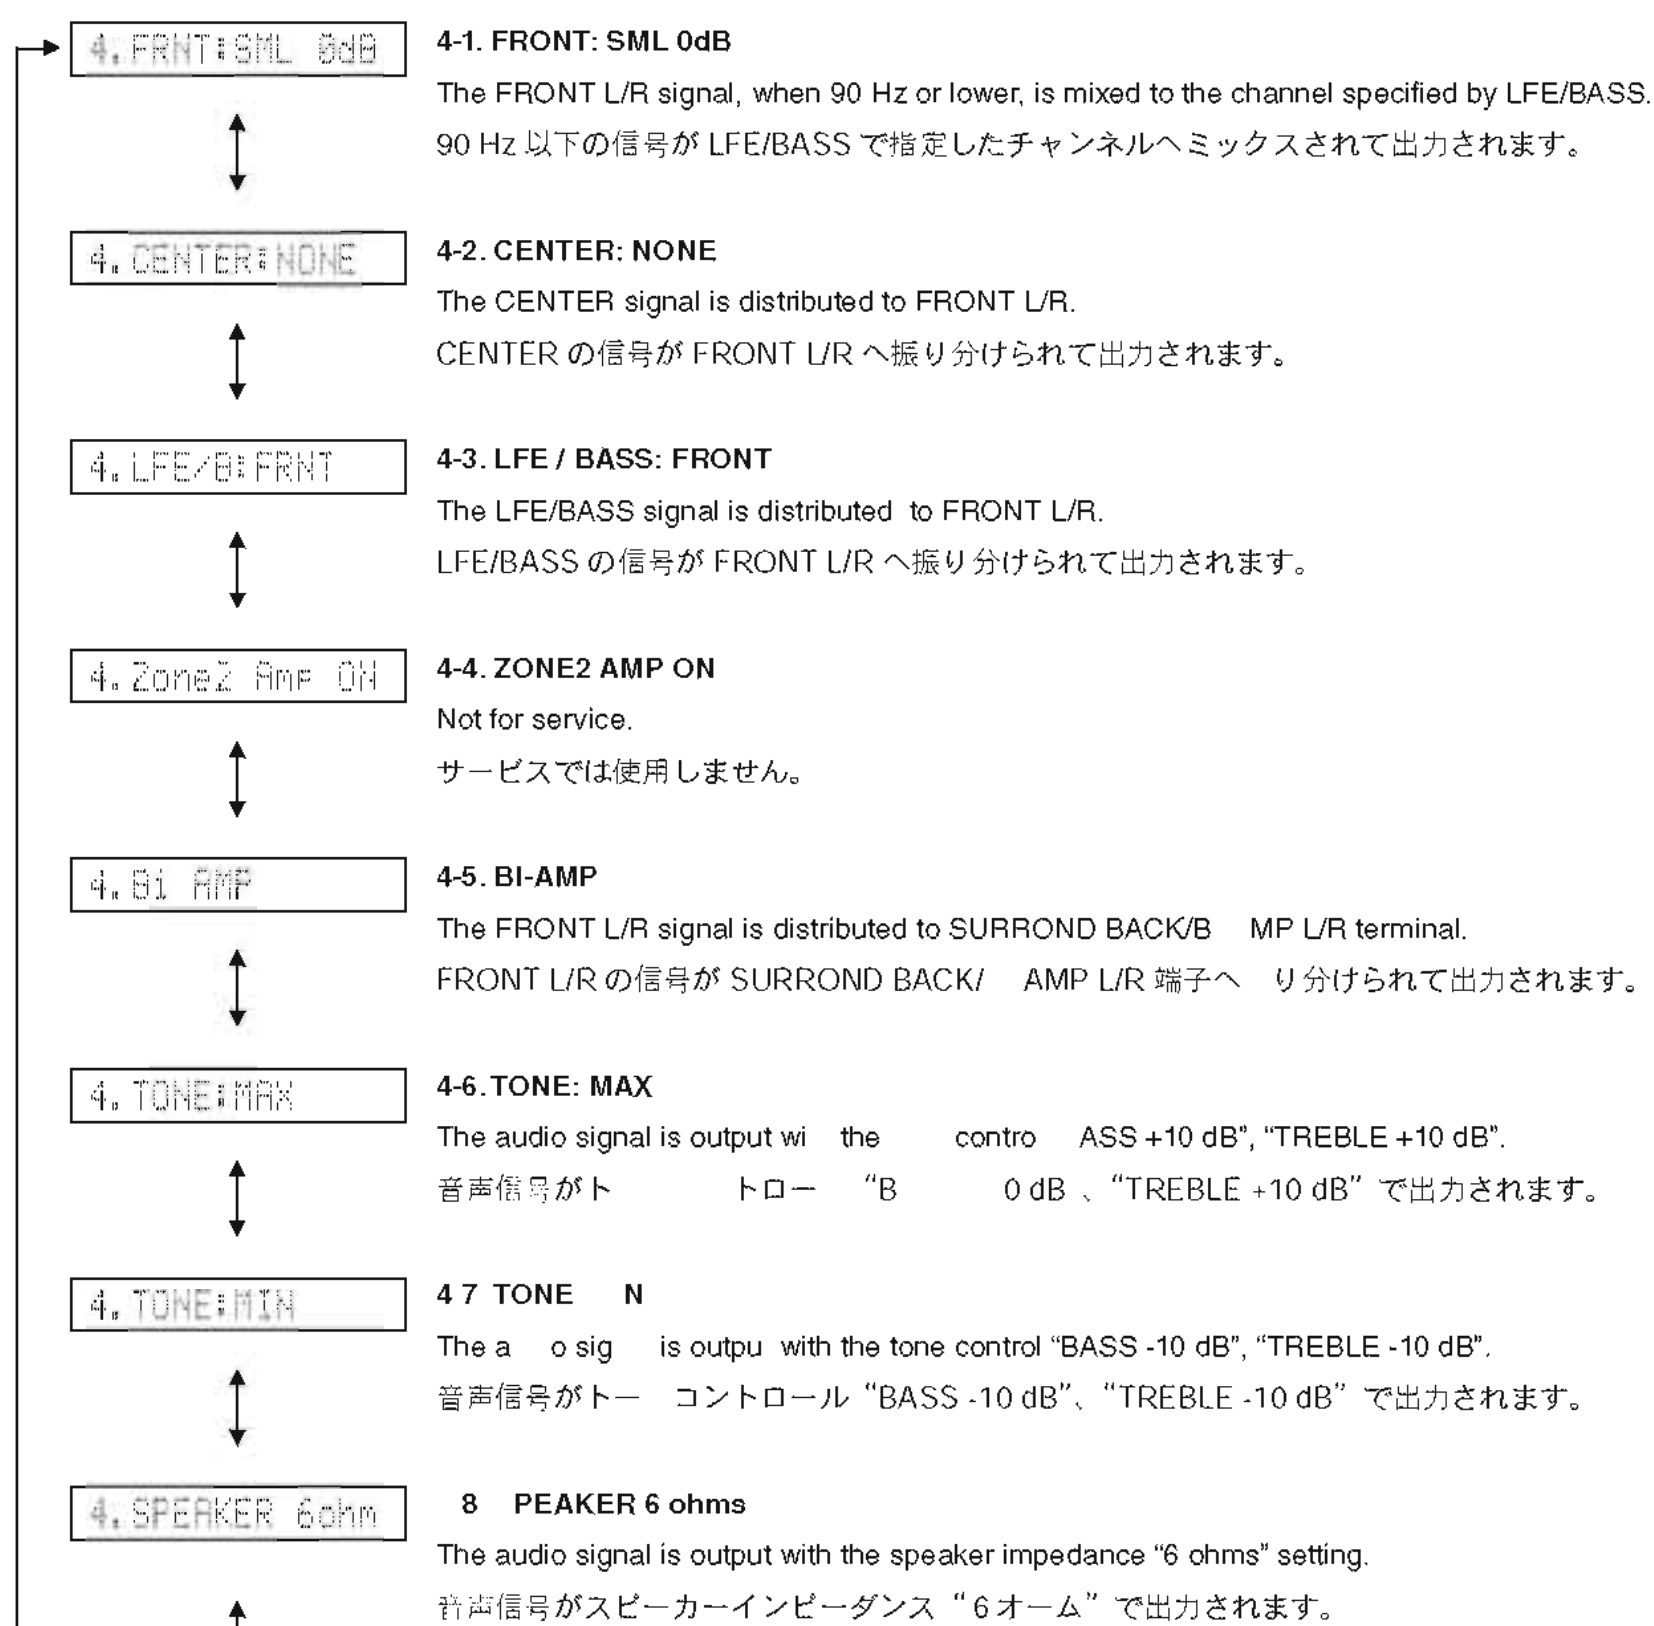 4.FRNT:SML 0dB
4-1. FRONT: SML 0dB
The FRONT L/R signal, when 90 Hz or lower, is mixed to the channel specified by LFE/BASS.
90 Hz 以下の信号が LFE/BASS で指定したチャンネルへミックスされて出力されます。
4.CENTER:NONE
4-2. CENTER: NONE
The CENTER signal is distributed to FRONT L/R.
CENTER の信号が FRONT L/R へ振り分けられて出力されます。
4.LFE/B:FRNT
4-3. LFE / BASS: FRONT
The LFE/BASS signal is distributed to FRONT L/R.
LFE/BASS の信号が FRONT L/R へ振り分けられて出力されます。
4.Zone2 Amp ON
4-4. ZONE2 AMP ON
Not for service.
サービスでは使用しません。
4.Bi AMP
4-5. BI-AMP
The FRONT L/R signal is distributed to SURROND BACK/B MP L/R terminal.
FRONT L/R の信号が SURROND BACK/ AMP L/R 端子へ り分けられて出力されます。
4.TONE:MAX
4-6. TONE: MAX
The audio signal is output wi the contro ASS +10 dB”, “TREBLE +10 dB”.
音声信号がト トロー “B 0 dB 、“TREBLE +10 dB” で出力されます。
4.TONE:MIN
4 7 TONE N
The a o sig is outpu with the tone control “BASS -10 dB”, “TREBLE -10 dB”.
音声信号がトー コントロール “BASS -10 dB”、“TREBLE -10 dB” で出力されます。
4.SPEAKER 6ohm
8 PEAKER 6 ohms
The audio signal is output with the speaker impedance “6 ohms” setting.
音声信号がスピーカーインピーダンス “6オーム” で出力されます。